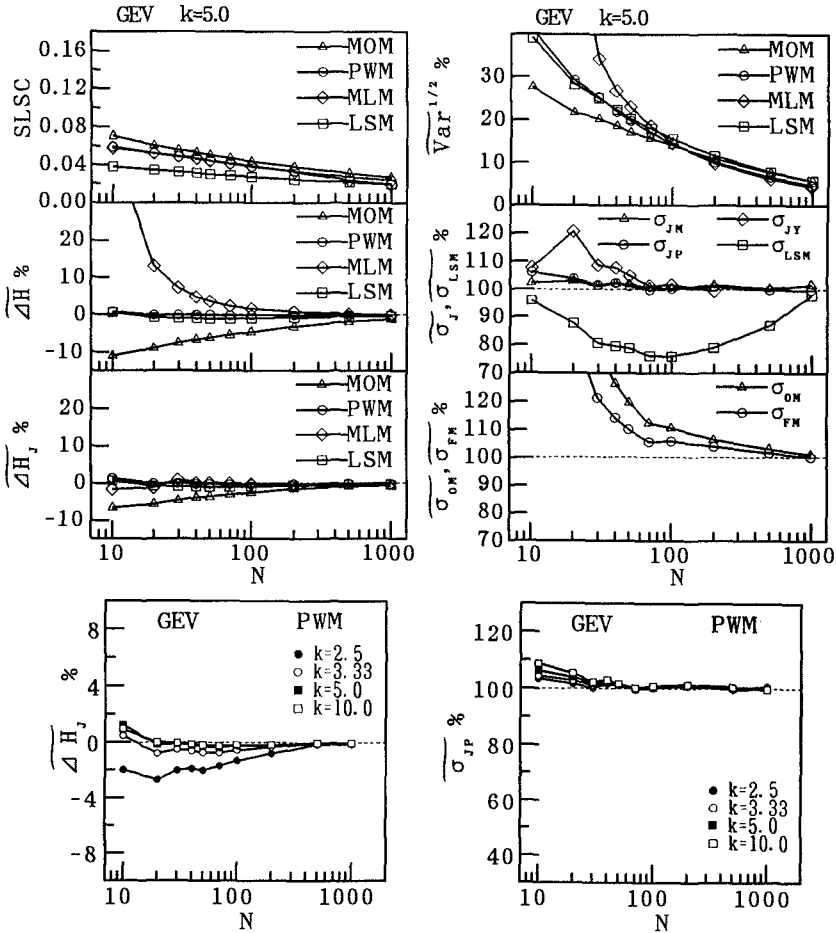 GEV k=5.0
SLSC
0.16
0.12
0.08
0.04
0.00
MOM
PWM
MLM
LSM
ΔH %
20
10
0
-10
MOM
PWM
MLM
LSM
ΔH_J %
20
10
0
-10
MOM
PWM
MLM
LSM
10 100 1000
N
GEV k=5.0
Var^1/2 %
30
20
10
0
MOM
PWM
MLM
LSM
σ_J, σ_LSM %
120
110
100
90
80
70
σ_JM σ_JY
σ_JP σ_LSM
σ_OM, σ_FM %
120
110
100
90
80
70
σ_OM
σ_FM
10 100 1000
N
GEV PWM
ΔH_J %
8
4
0
-4
-8
k=2.5
k=3.33
k=5.0
k=10.0
10 100 1000
N
GEV PWM
σ_JP %
120
100
80
60
40
k=2.5
k=3.33
k=5.0
k=10.0
10 100 1000
N